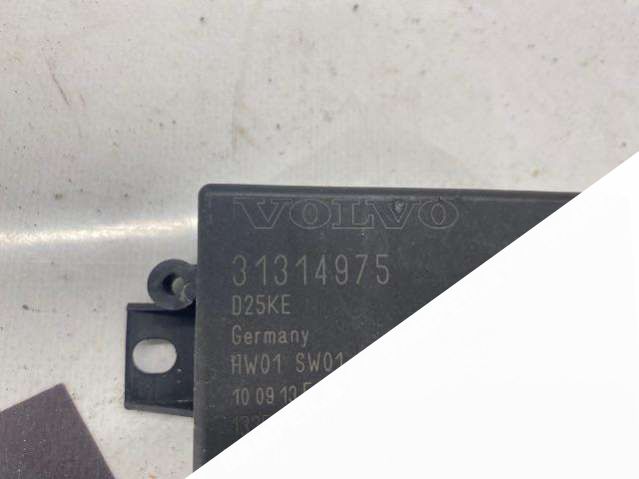 VOLVO
31314975
D25KE
Germany
HW01 SW01
10 09 13